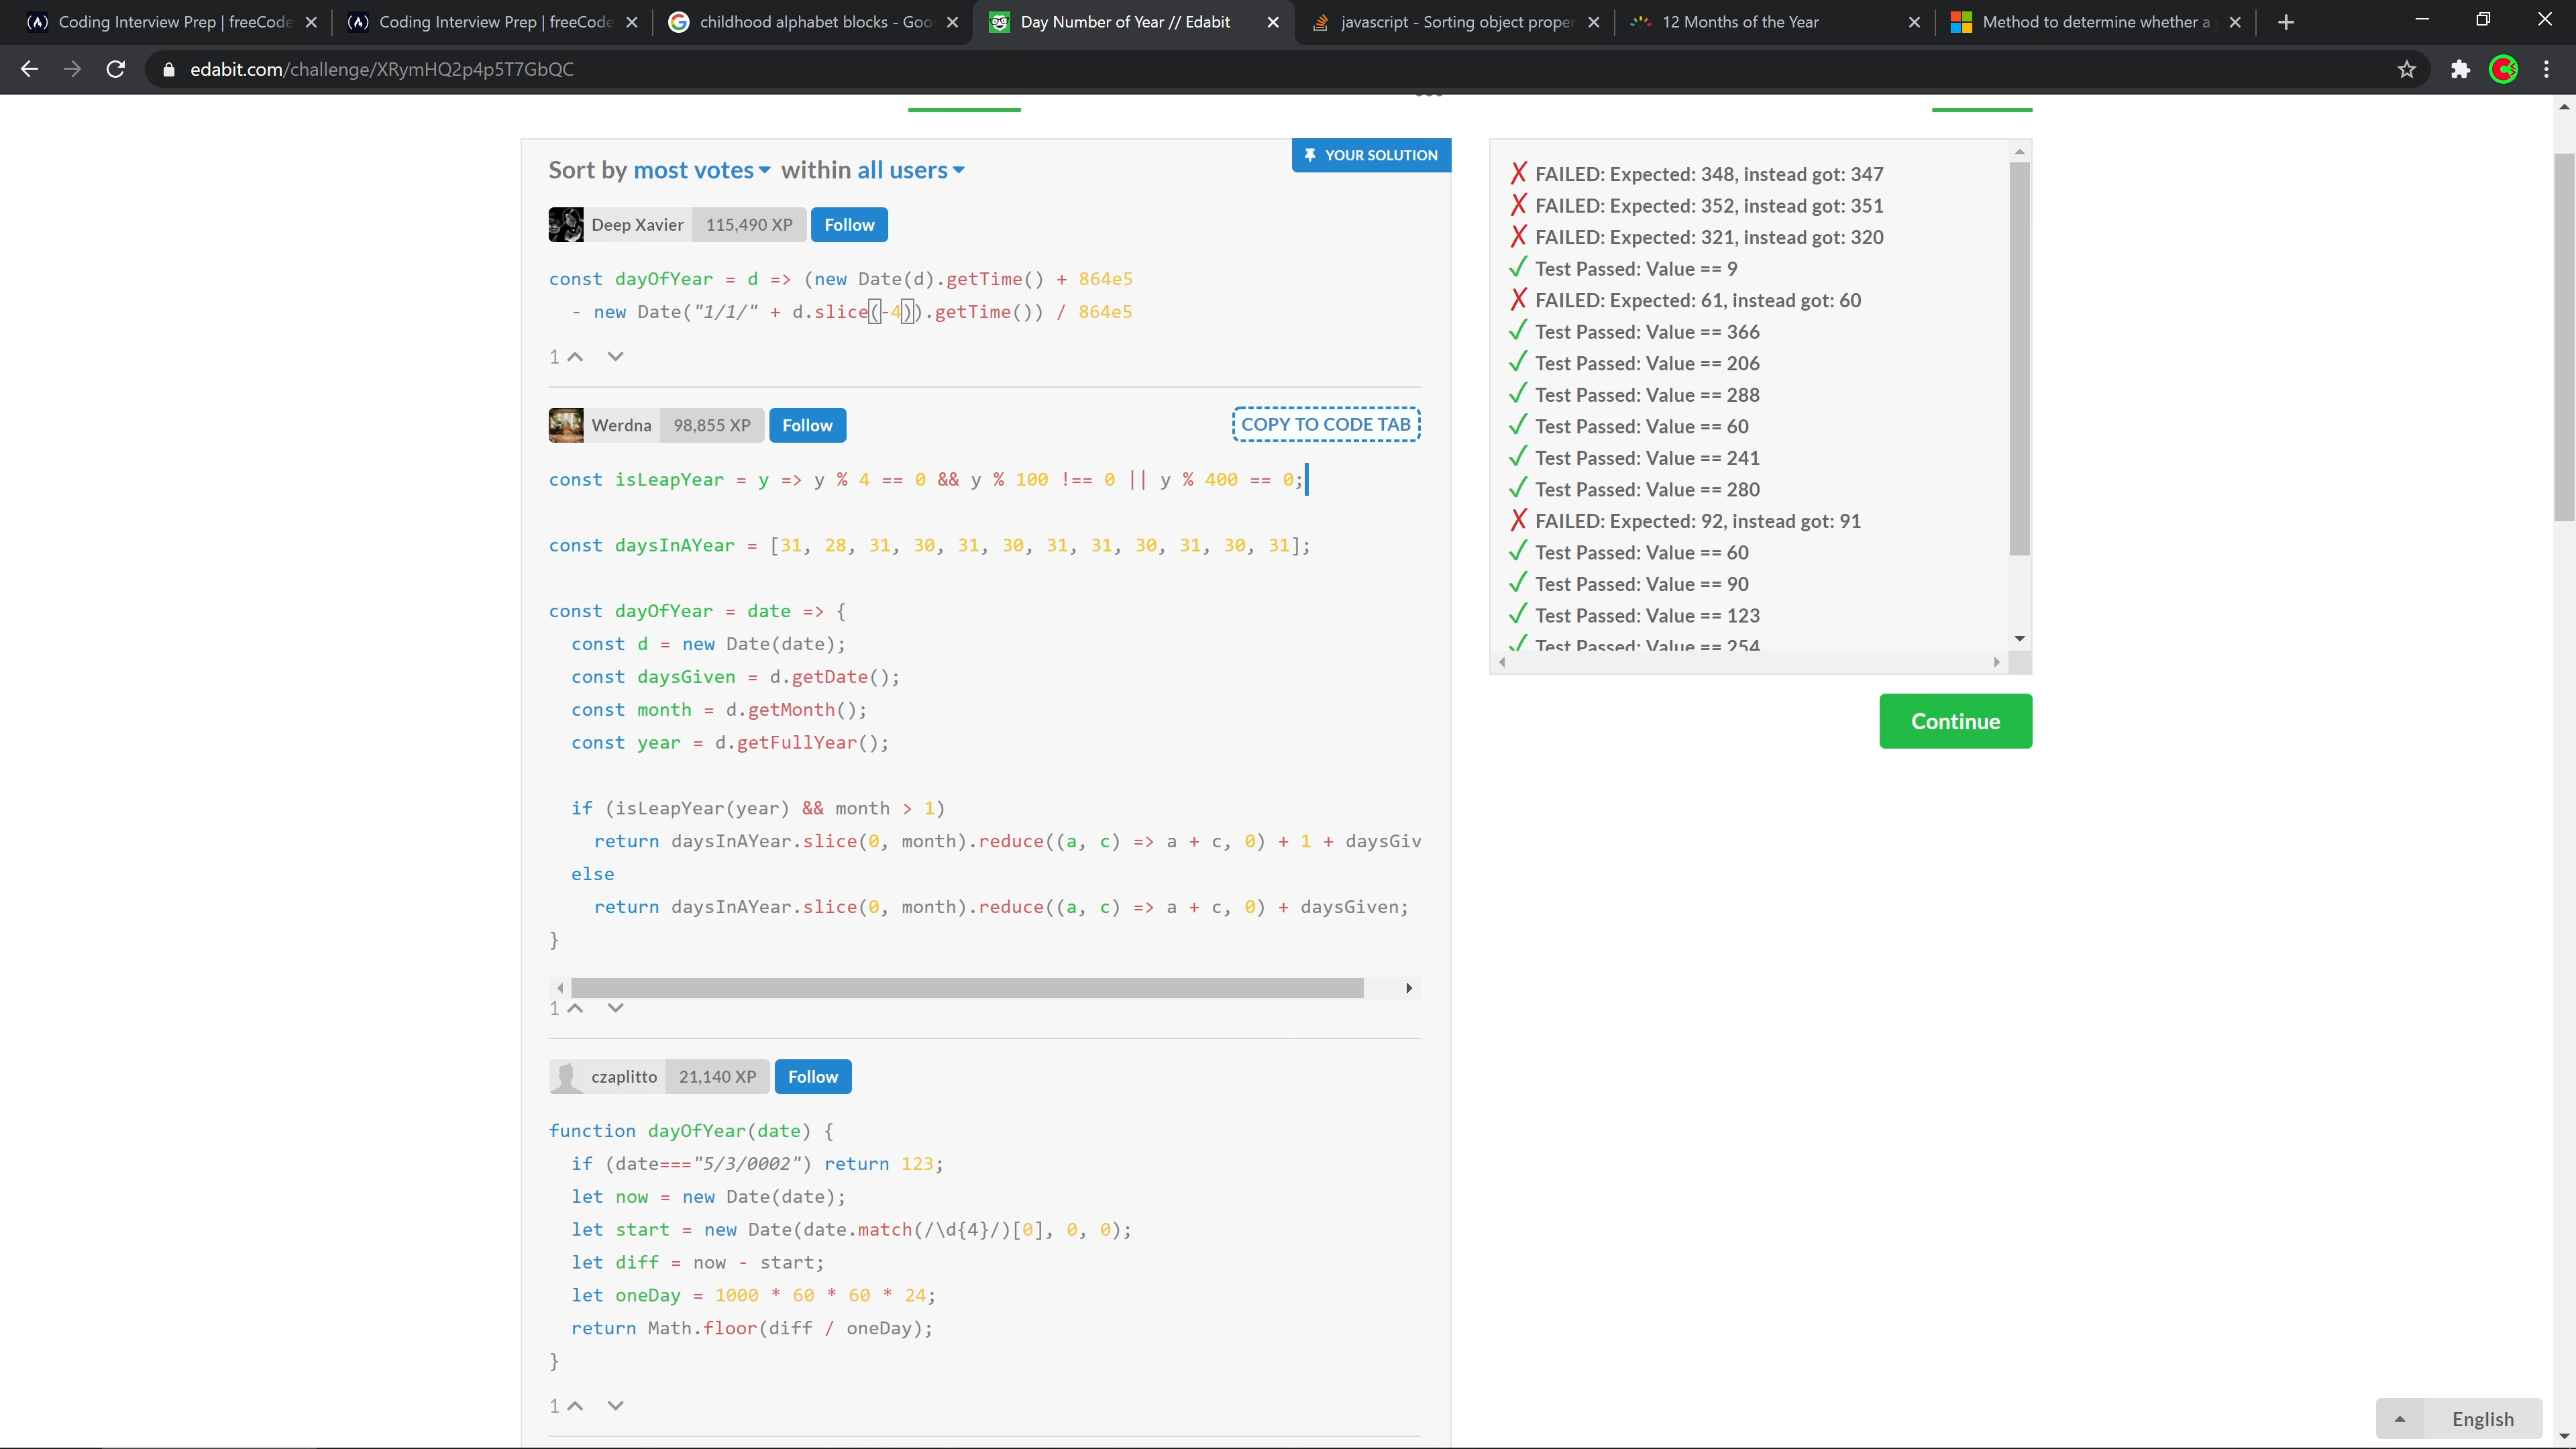 Coding Interview Prep | freeCode
Coding Interview Prep | freeCode
childhood alphabet blocks - Goo
Day Number of Year // Edabit
javascript - Sorting object proper
12 Months of the Year
Method to determine whether a y
edabit.com/challenge/XRymHQ2p4p5T7GbQC
Sort by most votes within all users
YOUR SOLUTION
Deep Xavier 115,490 XP Follow
const dayOfYear = d => (new Date(d).getTime() + 864e5
- new Date("1/1/" + d.slice(-4)).getTime()) / 864e5
1
Werdna 98,855 XP Follow
COPY TO CODE TAB
const isLeapYear = y => y % 4 == 0 && y % 100 !== 0 || y % 400 == 0;
const daysInAYear = [31, 28, 31, 30, 31, 30, 31, 31, 30, 31, 30, 31];
const dayOfYear = date => {
const d = new Date(date);
const daysGiven = d.getDate();
const month = d.getMonth();
const year = d.getFullYear();
if (isLeapYear(year) && month > 1)
return daysInAYear.slice(0, month).reduce((a, c) => a + c, 0) + 1 + daysGiv
else
return daysInAYear.slice(0, month).reduce((a, c) => a + c, 0) + daysGiven;
}
1
czaplitto 21,140 XP Follow
function dayOfYear(date) {
if (date==="5/3/0002") return 123;
let now = new Date(date);
let start = new Date(date.match(/\d{4}/)[0], 0, 0);
let diff = now - start;
let oneDay = 1000 * 60 * 60 * 24;
return Math.floor(diff / oneDay);
}
1
FAILED: Expected: 348, instead got: 347
FAILED: Expected: 352, instead got: 351
FAILED: Expected: 321, instead got: 320
Test Passed: Value == 9
FAILED: Expected: 61, instead got: 60
Test Passed: Value == 366
Test Passed: Value == 206
Test Passed: Value == 288
Test Passed: Value == 60
Test Passed: Value == 241
Test Passed: Value == 280
FAILED: Expected: 92, instead got: 91
Test Passed: Value == 60
Test Passed: Value == 90
Test Passed: Value == 123
Test Passed: Value == 254
Continue
English